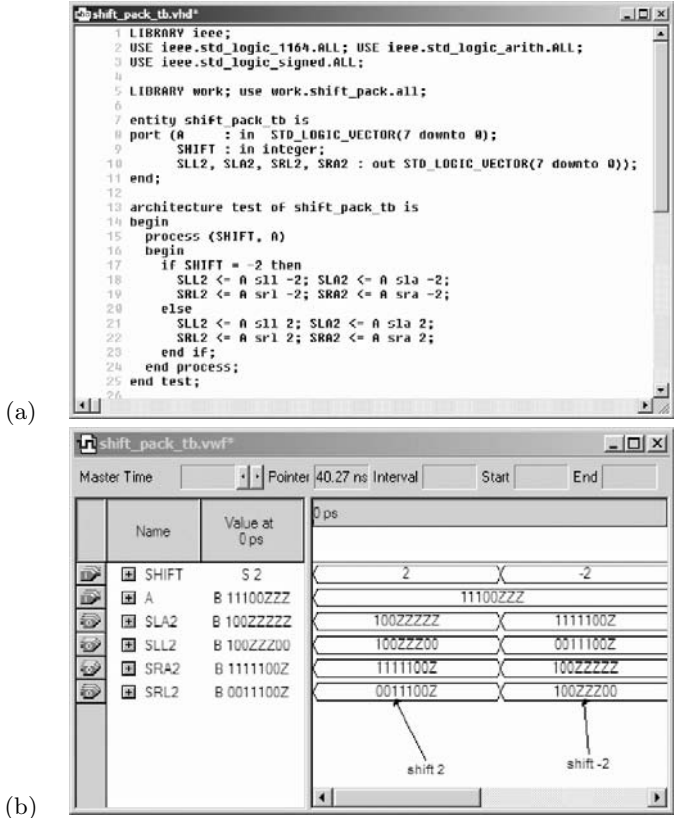 shift_pack_tb.vhd*
1 LIBRARY ieee;
2 USE ieee.std_logic_1164.ALL; USE ieee.std_logic_arith.ALL;
3 USE ieee.std_logic_signed.ALL;
4
5 LIBRARY work; use work.shift_pack.all;
6
7 entity shift_pack_tb is
8 port (A : in STD_LOGIC_VECTOR(7 downto 0);
9 SHIFT : in integer;
10 SLL2, SLA2, SRL2, SRA2 : out STD_LOGIC_VECTOR(7 downto 0));
11 end;
12
13 architecture test of shift_pack_tb is
14 begin
15 process (SHIFT, A)
16 begin
17 if SHIFT = -2 then
18 SLL2 <= A sll -2; SLA2 <= A sla -2;
19 SRL2 <= A srl -2; SRA2 <= A sra -2;
20 else
21 SLL2 <= A sll 2; SLA2 <= A sla 2;
22 SRL2 <= A srl 2; SRA2 <= A sra 2;
23 end if;
24 end process;
25 end test;
26
(a)
shift_pack_tb.vwf*
Master Time Pointer 40.27 ns Interval Start End
Name Value at 0 ps 0 ps
SHIFT S 2 2 -2
A B 11100ZZZ 11100ZZZ
SLA2 B 100ZZZZZ 100ZZZZZ 1111100Z
SLL2 B 100ZZZ00 100ZZZ00 0011100Z
SRA2 B 1111100Z 1111100Z 100ZZZZZ
SRL2 B 0011100Z 0011100Z 100ZZZ00
shift 2 shift -2
(b)